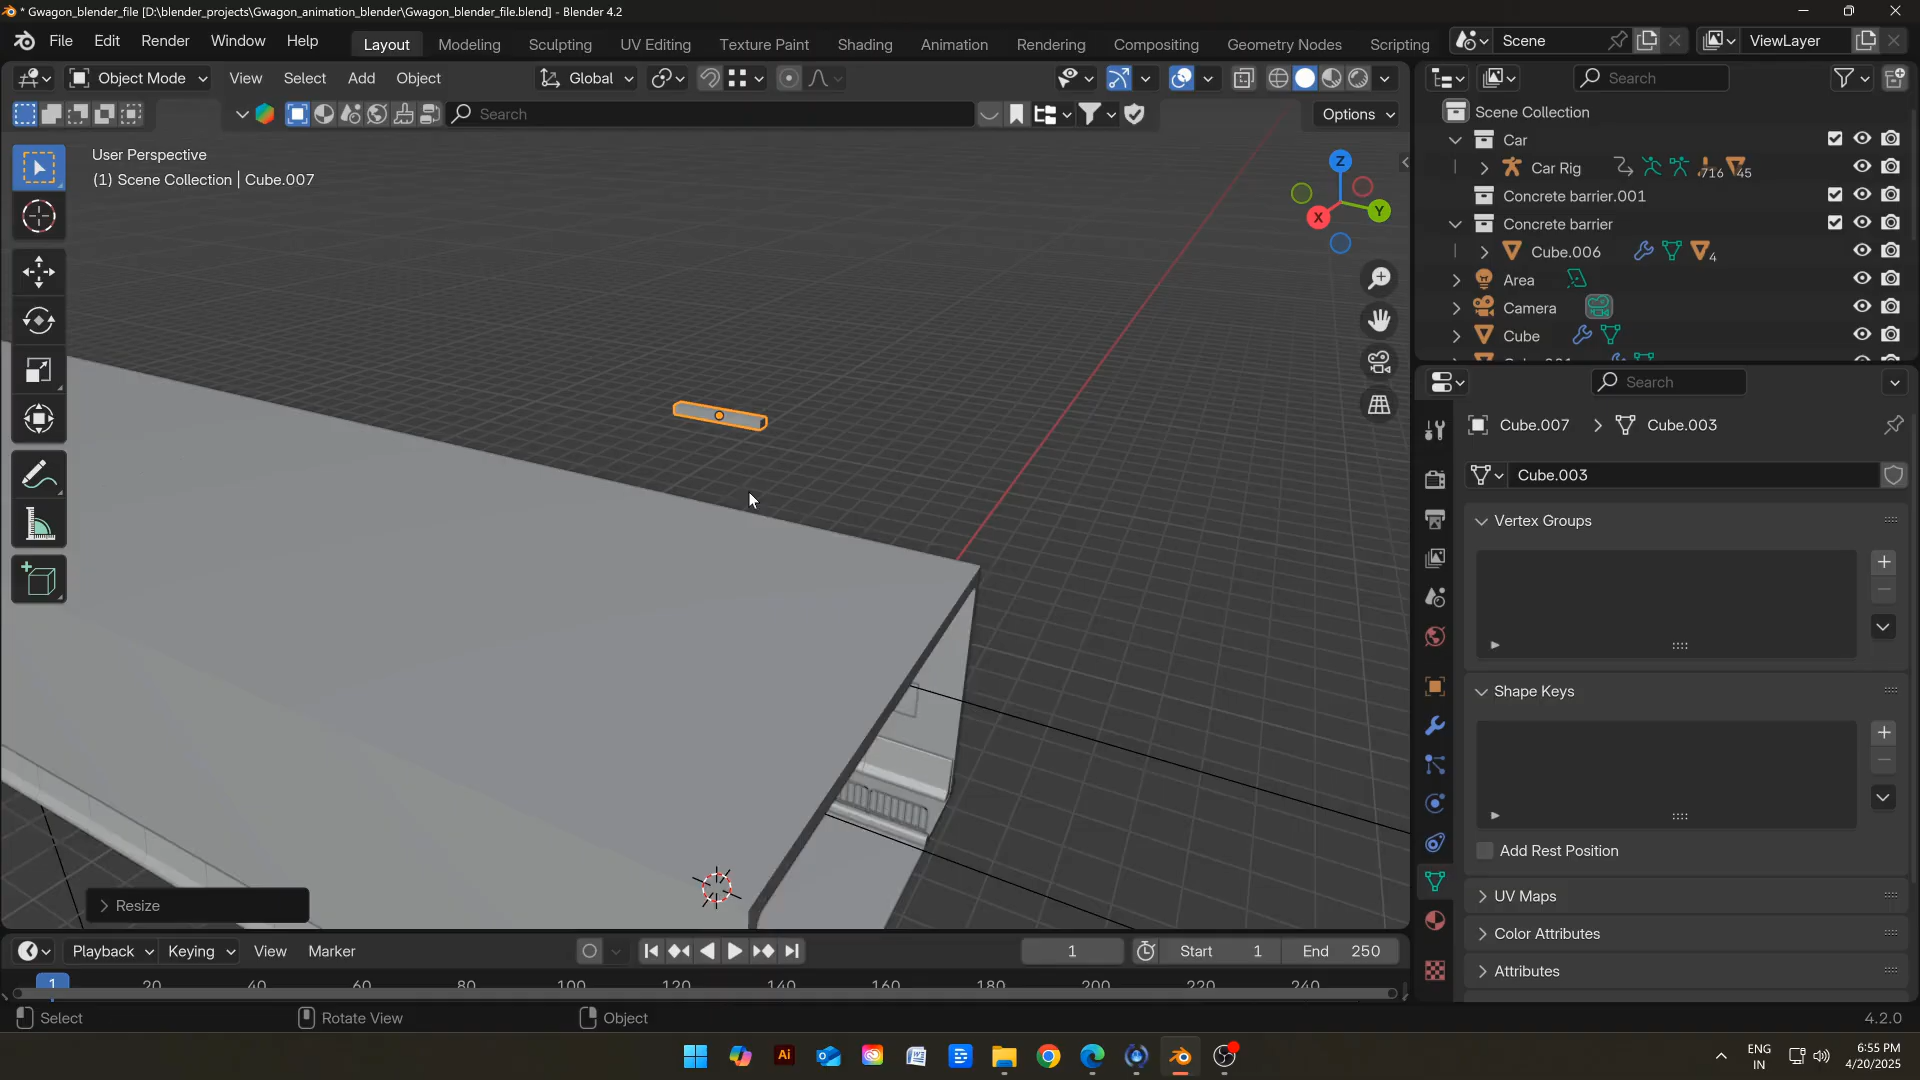 * Gwagon_blender_file [D:\blender_projects\Gwagon_animation_blender\Gwagon_blender_file.blend] - Blender 4.2
File Edit Render Window Help Layout Modeling Sculpting UV Editing Texture Paint Shading Animation Rendering Compositing Geometry Nodes Scripting Scene ViewLayer
Object Mode View Select Add Object Global Search
Search Options
User Perspective
(1) Scene Collection | Cube.007
Z
Y
X
Scene Collection
Car
Car Rig 716 45
Concrete barrier.001
Concrete barrier
Cube.006 4
Area
Camera
Cube
Search
Cube.007 Cube.003
Cube.003
Vertex Groups
Shape Keys
Add Rest Position
UV Maps
Color Attributes
Attributes
Resize
Playback Keying View Marker 1 Start 1 End 250
1 20 40 60 80 100 120 140 160 180 200 220 240
Select Rotate View Object 4.2.0
Ai
ENG
IN
6:55 PM
4/20/2025